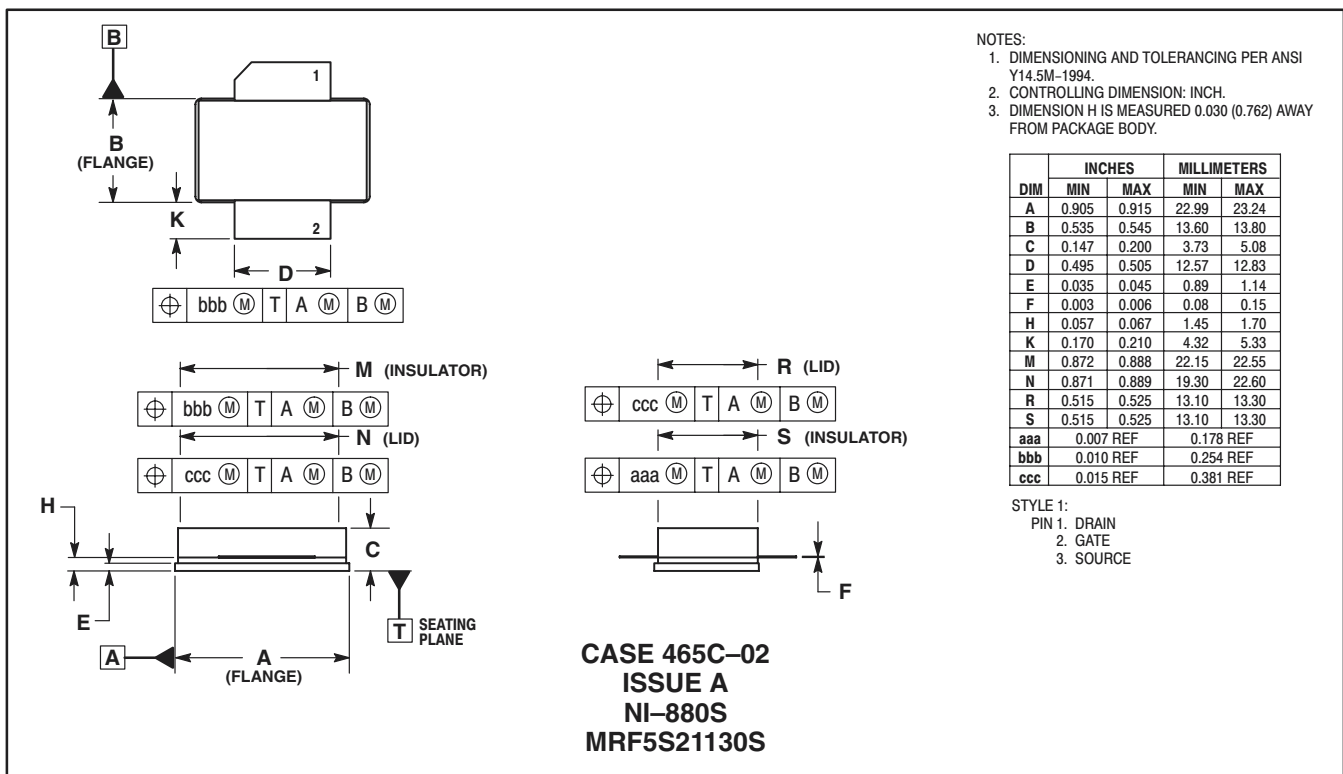 B
1
B
(FLANGE)
K
2
D
⌖ bbb Ⓜ T A Ⓜ B Ⓜ
M (INSULATOR)
⌖ bbb Ⓜ T A Ⓜ B Ⓜ
N (LID)
⌖ ccc Ⓜ T A Ⓜ B Ⓜ
H
C
E
T SEATING
PLANE
A
A
(FLANGE)
R (LID)
⌖ ccc Ⓜ T A Ⓜ B Ⓜ
S (INSULATOR)
⌖ aaa Ⓜ T A Ⓜ B Ⓜ
F
CASE 465C–02
ISSUE A
NI–880S
MRF5S21130S
NOTES:
1. DIMENSIONING AND TOLERANCING PER ANSI
Y14.5M–1994.
2. CONTROLLING DIMENSION: INCH.
3. DIMENSION H IS MEASURED 0.030 (0.762) AWAY
FROM PACKAGE BODY.
INCHES MILLIMETERS
DIM MIN MAX MIN MAX
A 0.905 0.915 22.99 23.24
B 0.535 0.545 13.60 13.80
C 0.147 0.200 3.73 5.08
D 0.495 0.505 12.57 12.83
E 0.035 0.045 0.89 1.14
F 0.003 0.006 0.08 0.15
H 0.057 0.067 1.45 1.70
K 0.170 0.210 4.32 5.33
M 0.872 0.888 22.15 22.55
N 0.871 0.889 19.30 22.60
R 0.515 0.525 13.10 13.30
S 0.515 0.525 13.10 13.30
aaa 0.007 REF 0.178 REF
bbb 0.010 REF 0.254 REF
ccc 0.015 REF 0.381 REF
STYLE 1:
PIN 1. DRAIN
2. GATE
3. SOURCE